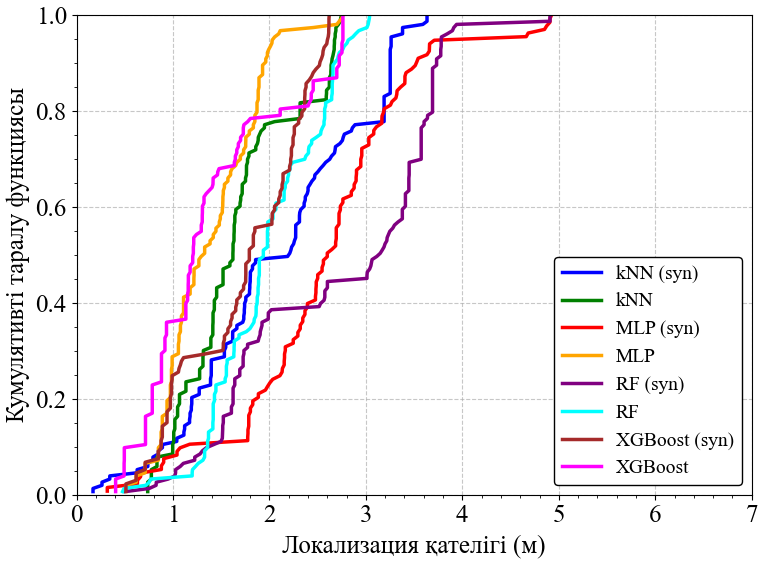 Кумулятивті таралу функциясы
1.0
0.8
0.6
0.4
0.2
0.0
0 1 2 3 4 5 6 7
Локализация қателігі (м)
kNN (syn)
kNN
MLP (syn)
MLP
RF (syn)
RF
XGBoost (syn)
XGBoost